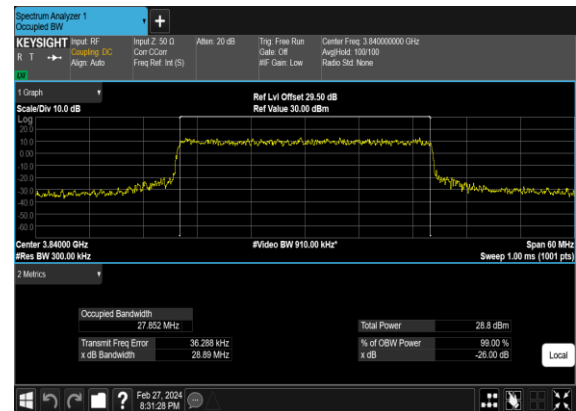 Spectrum Analyzer 1
Occupied BW
+
KEYSIGHT
R T
LXI
Input: RF
Coupling: DC
Align: Auto
Input Z: 50 Ω
Corr CCorr
Freq Ref: Int (S)
Atten: 20 dB
Trig: Free Run
Gate: Off
#IF Gain: Low
Center Freq: 3.840000000 GHz
Avg|Hold: 100/100
Radio Std: None
1 Graph
Scale/Div 10.0 dB
Ref Lvl Offset 29.50 dB
Ref Value 30.00 dBm
Log
20.0
10.0
0.00
-10.0
-20.0
-30.0
-40.0
-50.0
-60.0
Center 3.84000 GHz
#Res BW 300.00 kHz
#Video BW 910.00 kHz*
Span 60 MHz
Sweep 1.00 ms (1001 pts)
2 Metrics
Occupied Bandwidth
27.852 MHz
Transmit Freq Error 36.288 kHz
x dB Bandwidth 28.89 MHz
Total Power 28.8 dBm
% of OBW Power 99.00 %
x dB -26.00 dB
Local
?
Feb 27, 2024
8:31:28 PM